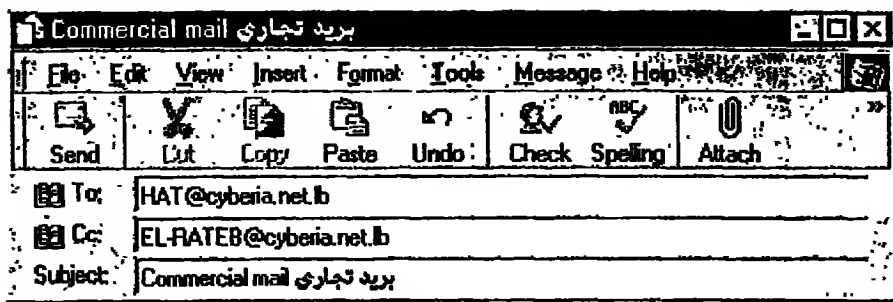 Commercial mail بريد تجاري
File Edit View Insert Format Tools Message Help
Send Cut Copy Paste Undo Check ABC Spelling Attach »
To: HAT@cyberia.net.lb
Cc: EL-RATEB@cyberia.net.lb
Subject: Commercial mail بريد تجاري